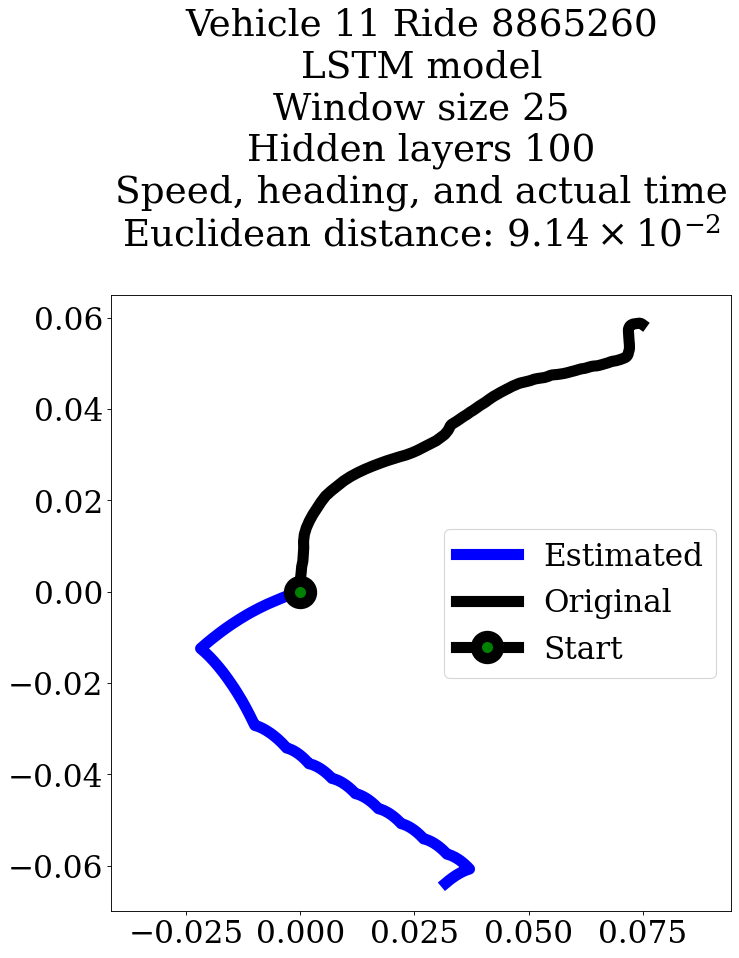 Vehicle 11 Ride 8865260
LSTM model
Window size 25
Hidden layers 100
Speed, heading, and actual time
Euclidean distance: 9.14 × 10⁻²
0.06
0.04
0.02
0.00
−0.02
−0.04
−0.06
Estimated
Original
Start
−0.025 0.000 0.025 0.050 0.075